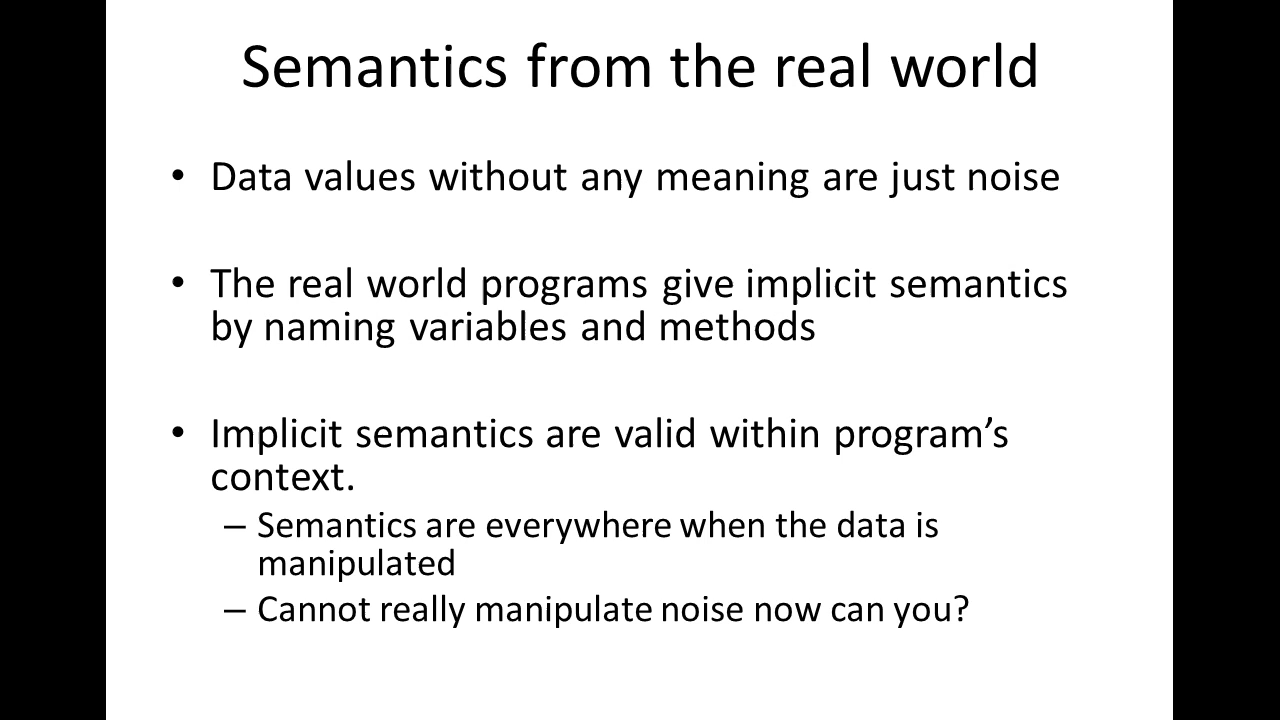 Semantics from the real world
• Data values without any meaning are just noise
• The real world programs give implicit semantics
by naming variables and methods
• Implicit semantics are valid within program’s
context.
– Semantics are everywhere when the data is
manipulated
– Cannot really manipulate noise now can you?